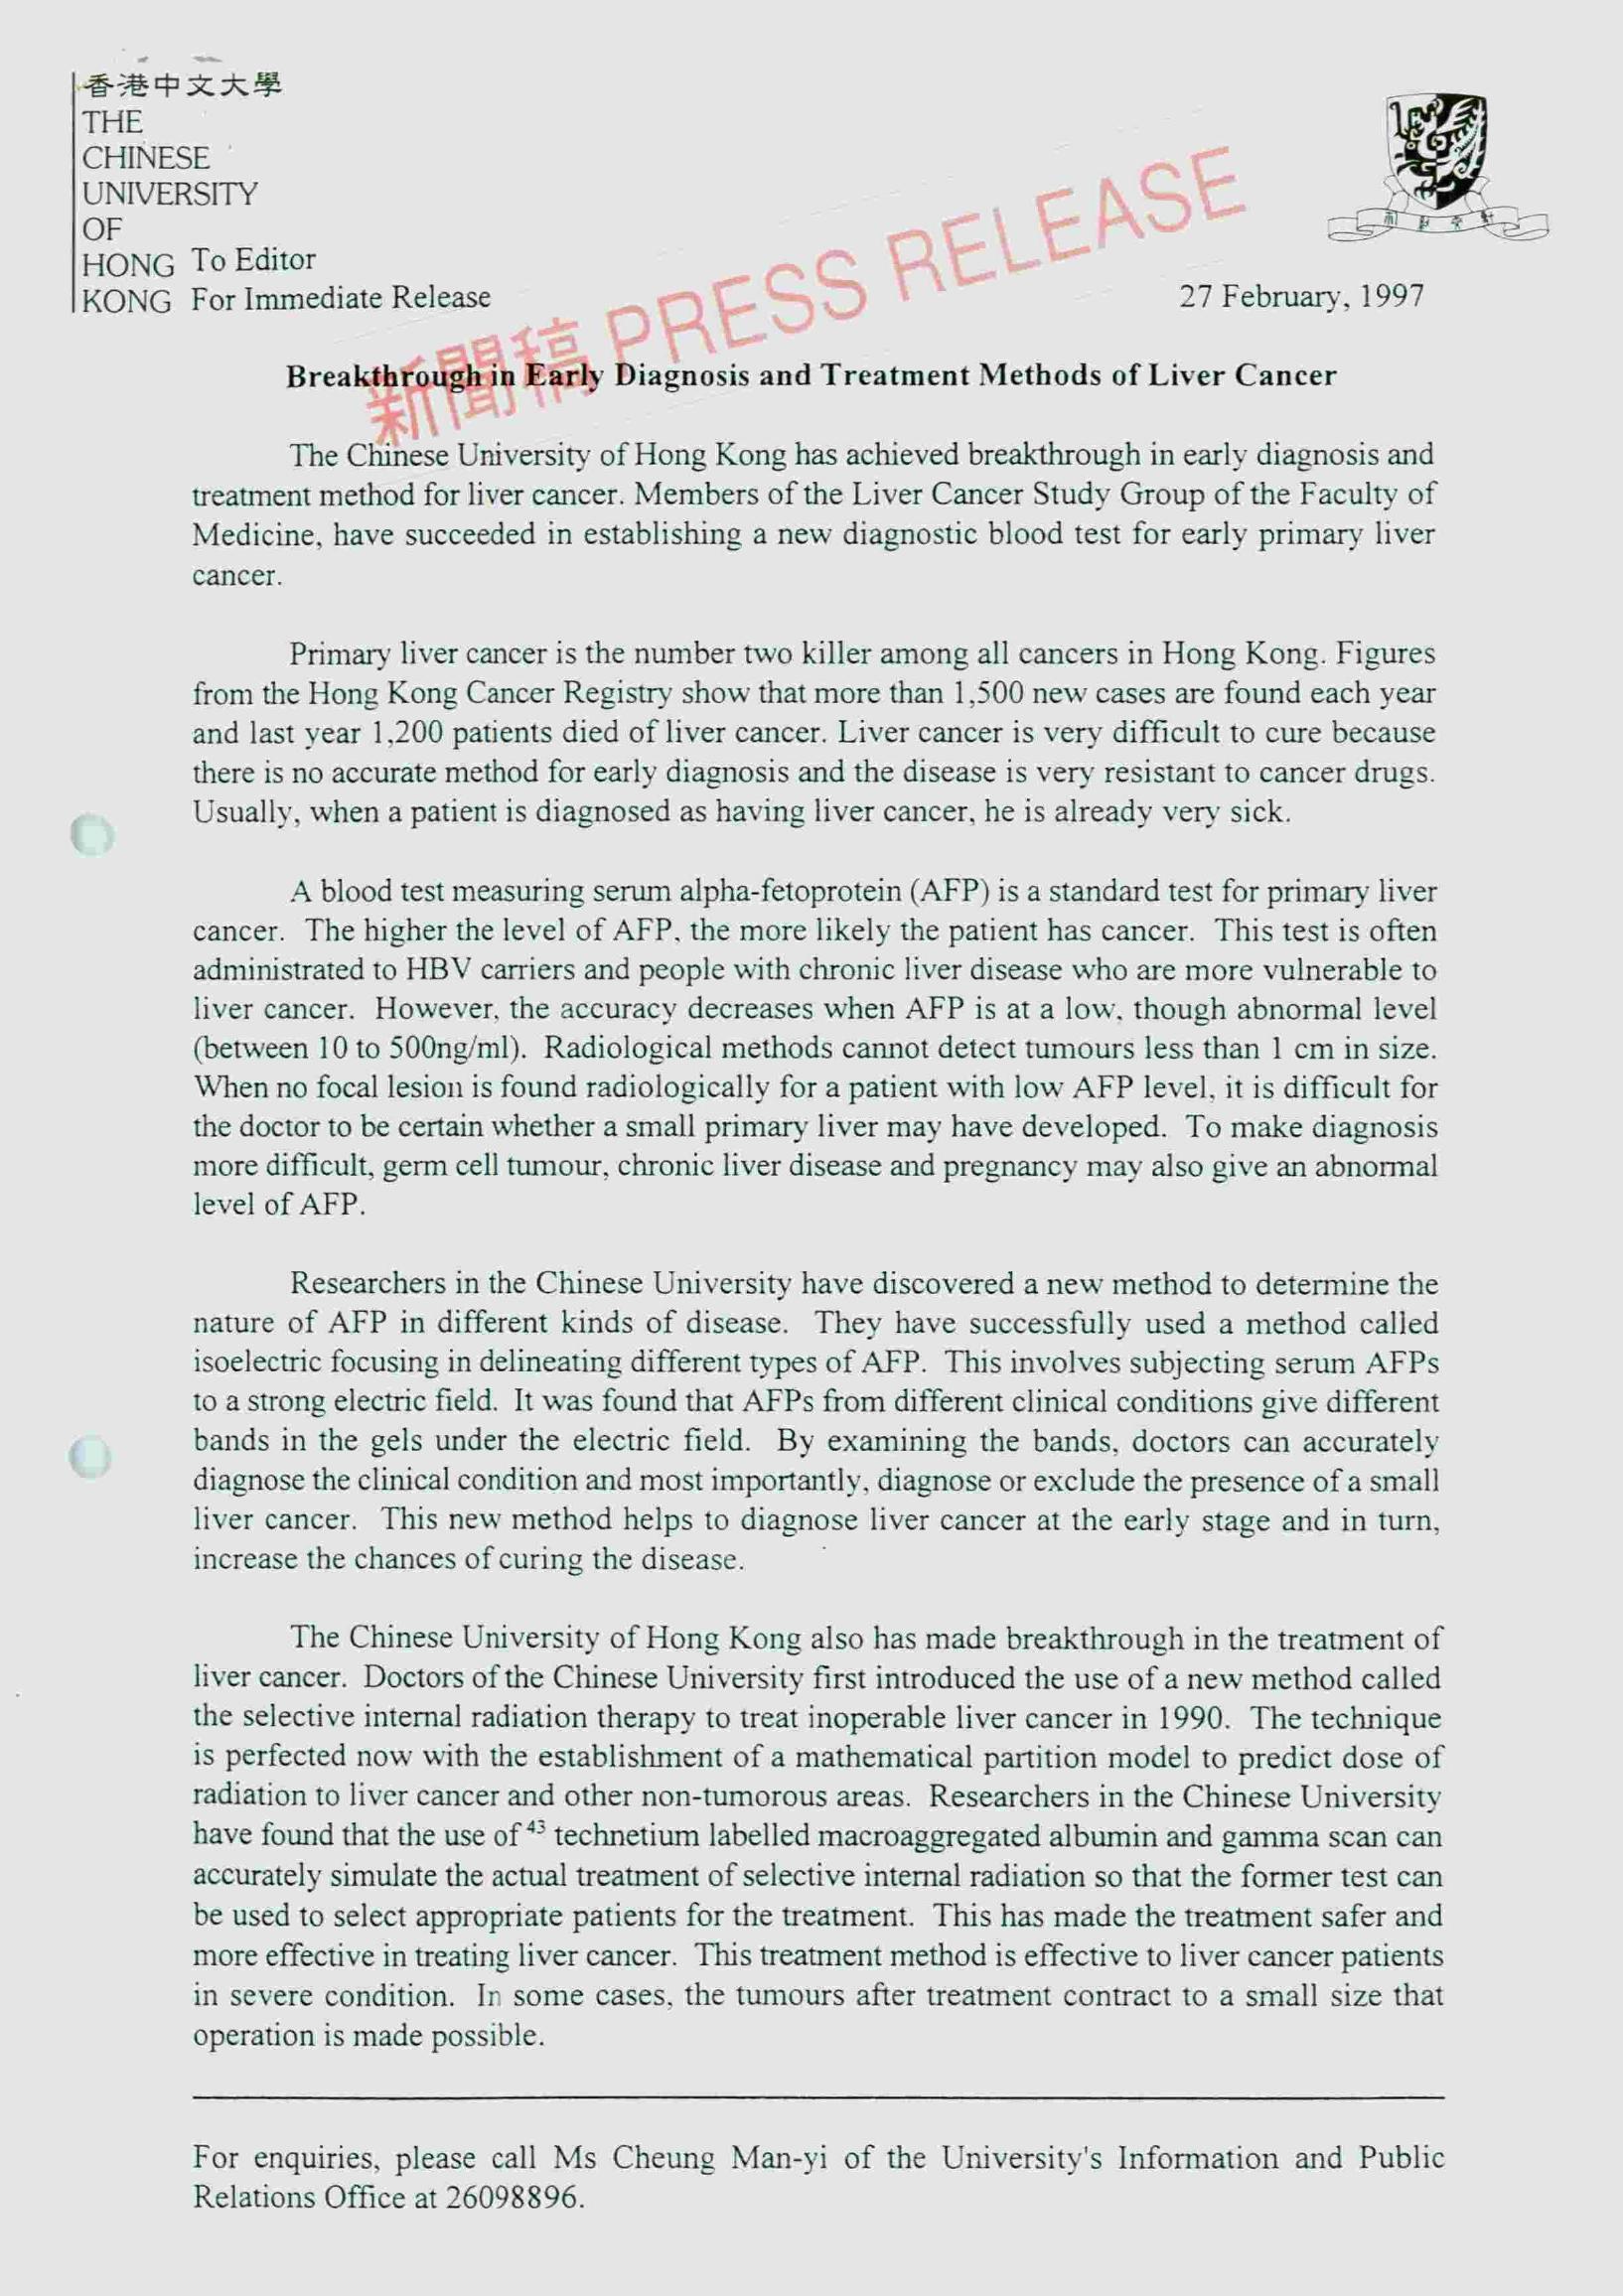 香港中文大學
THE
CHINESE
UNIVERSITY
OF
HONG
KONG
To Editor
For Immediate Release
27 February, 1997
新聞稿 PRESS RELEASE
Breakthrough in Early Diagnosis and Treatment Methods of Liver Cancer
The Chinese University of Hong Kong has achieved breakthrough in early diagnosis and
treatment method for liver cancer. Members of the Liver Cancer Study Group of the Faculty of
Medicine, have succeeded in establishing a new diagnostic blood test for early primary liver
cancer.
Primary liver cancer is the number two killer among all cancers in Hong Kong. Figures
from the Hong Kong Cancer Registry show that more than 1,500 new cases are found each year
and last year 1,200 patients died of liver cancer. Liver cancer is very difficult to cure because
there is no accurate method for early diagnosis and the disease is very resistant to cancer drugs.
Usually, when a patient is diagnosed as having liver cancer, he is already very sick.
A blood test measuring serum alpha-fetoprotein (AFP) is a standard test for primary liver
cancer. The higher the level of AFP, the more likely the patient has cancer. This test is often
administrated to HBV carriers and people with chronic liver disease who are more vulnerable to
liver cancer. However, the accuracy decreases when AFP is at a low, though abnormal level
(between 10 to 500ng/ml). Radiological methods cannot detect tumours less than 1 cm in size.
When no focal lesion is found radiologically for a patient with low AFP level, it is difficult for
the doctor to be certain whether a small primary liver may have developed. To make diagnosis
more difficult, germ cell tumour, chronic liver disease and pregnancy may also give an abnormal
level of AFP.
Researchers in the Chinese University have discovered a new method to determine the
nature of AFP in different kinds of disease. They have successfully used a method called
isoelectric focusing in delineating different types of AFP. This involves subjecting serum AFPs
to a strong electric field. It was found that AFPs from different clinical conditions give different
bands in the gels under the electric field. By examining the bands, doctors can accurately
diagnose the clinical condition and most importantly, diagnose or exclude the presence of a small
liver cancer. This new method helps to diagnose liver cancer at the early stage and in turn,
increase the chances of curing the disease.
The Chinese University of Hong Kong also has made breakthrough in the treatment of
liver cancer. Doctors of the Chinese University first introduced the use of a new method called
the selective internal radiation therapy to treat inoperable liver cancer in 1990. The technique
is perfected now with the establishment of a mathematical partition model to predict dose of
radiation to liver cancer and other non-tumorous areas. Researchers in the Chinese University
have found that the use of ⁴³ technetium labelled macroaggregated albumin and gamma scan can
accurately simulate the actual treatment of selective internal radiation so that the former test can
be used to select appropriate patients for the treatment. This has made the treatment safer and
more effective in treating liver cancer. This treatment method is effective to liver cancer patients
in severe condition. In some cases, the tumours after treatment contract to a small size that
operation is made possible.
For enquiries, please call Ms Cheung Man-yi of the University's Information and Public
Relations Office at 26098896.